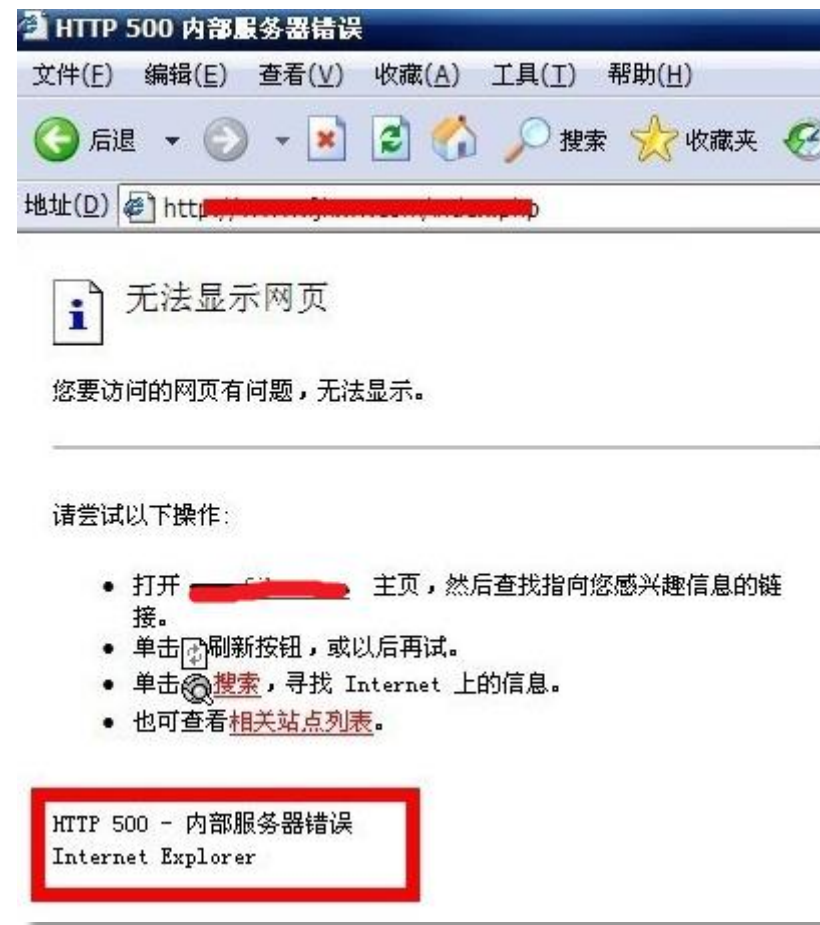 HTTP 500 内部服务器错误
文件(F) 编辑(E) 查看(V) 收藏(A) 工具(T) 帮助(H)
后退 搜索 收藏夹
地址(D) http
无法显示网页
您要访问的网页有问题，无法显示。
请尝试以下操作:
● 打开 主页，然后查找指向您感兴趣信息的链
接。
● 单击刷新按钮，或以后再试。
● 单击搜索，寻找 Internet 上的信息。
● 也可查看相关站点列表。
HTTP 500 - 内部服务器错误
Internet Explorer